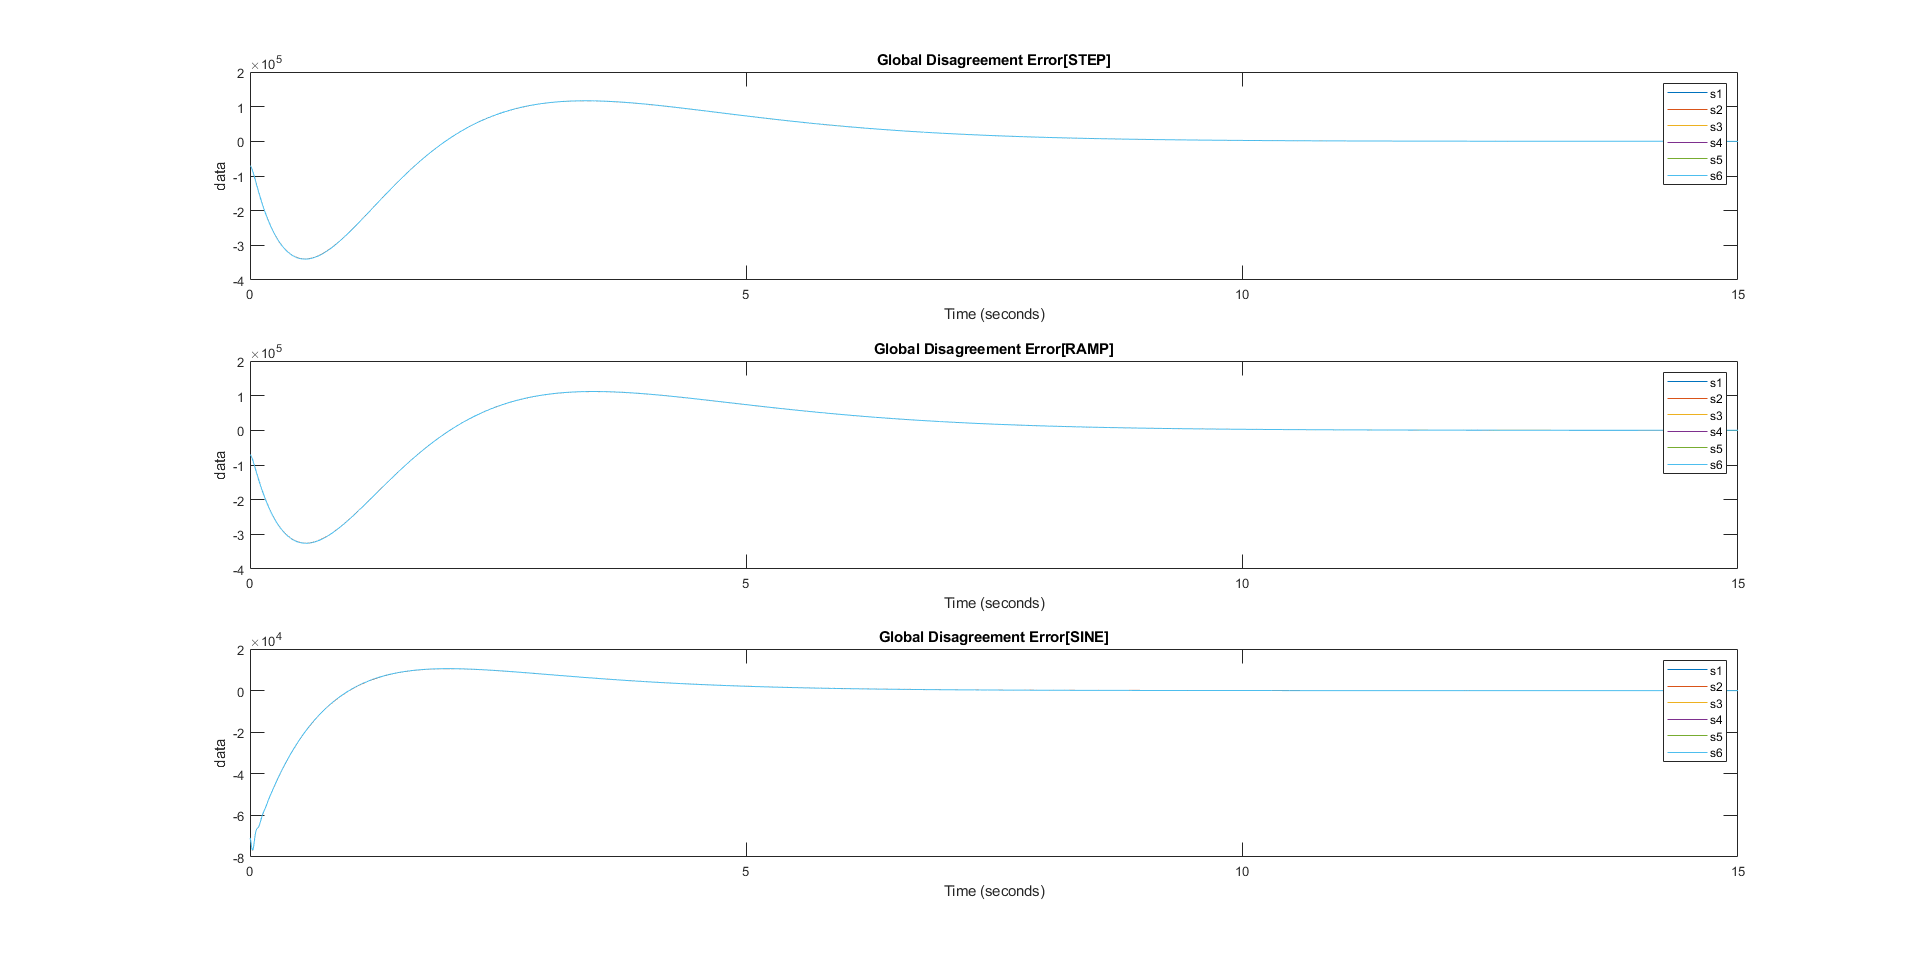 Global Disagreement Error[STEP]
×10^5
2
1
0
-1
-2
-3
-4
data
s1
s2
s3
s4
s5
s6
0 5 10 15
Time (seconds)
Global Disagreement Error[RAMP]
×10^5
2
1
0
-1
-2
-3
-4
data
s1
s2
s3
s4
s5
s6
0 5 10 15
Time (seconds)
Global Disagreement Error[SINE]
×10^4
2
0
-2
-4
-6
-8
data
s1
s2
s3
s4
s5
s6
0 5 10 15
Time (seconds)